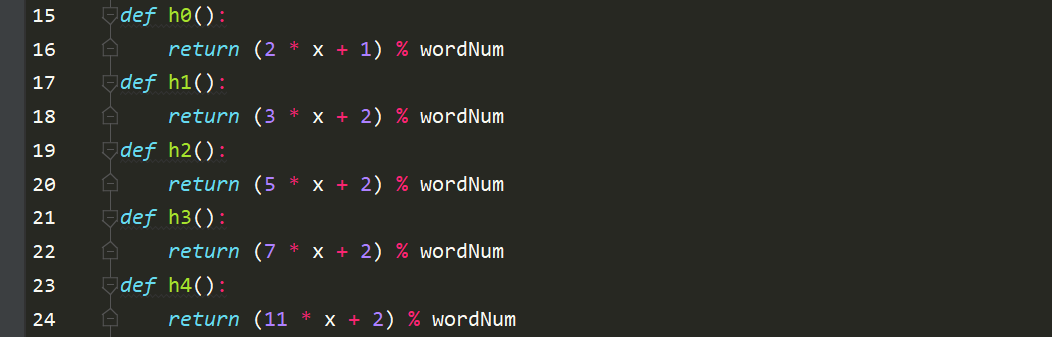 15 def h0():
16     return (2 * x + 1) % wordNum
17 def h1():
18     return (3 * x + 2) % wordNum
19 def h2():
20     return (5 * x + 2) % wordNum
21 def h3():
22     return (7 * x + 2) % wordNum
23 def h4():
24     return (11 * x + 2) % wordNum